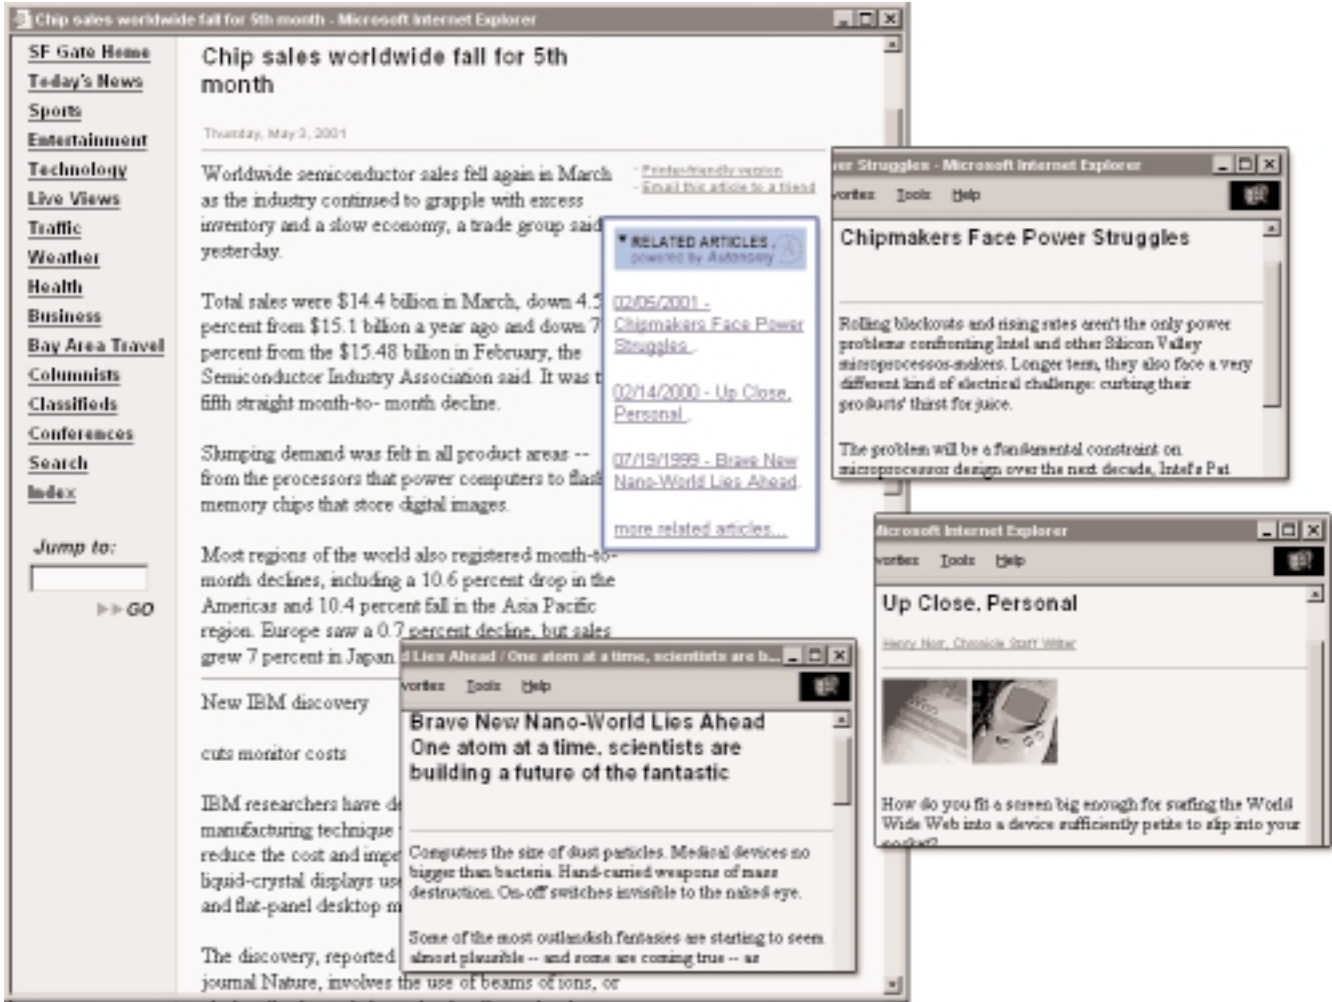 Chip sales worldwide fall for 5th month - Microsoft Internet Explorer
SF Gate Home
Today's News
Sports
Entertainment
Technology
Live Views
Traffic
Weather
Health
Business
Bay Area Travel
Columnists
Classifieds
Conferences
Search
Index
Jump to:
GO
Chip sales worldwide fall for 5th
month
Thursday, May 3, 2001
- Printer-friendly version
- Email this article to a friend
Worldwide semiconductor sales fell again in March
as the industry continued to grapple with excess
inventory and a slow economy, a trade group said
yesterday.
Total sales were $14.4 billion in March, down 4.5
percent from $15.1 billion a year ago and down 7
percent from the $15.48 billion in February, the
Semiconductor Industry Association said. It was t
fifth straight month-to- month decline.
Slumping demand was felt in all product areas --
from the processors that power computers to flash
memory chips that store digital images.
Most regions of the world also registered month-to-
month declines, including a 10.6 percent drop in the
Americas and 10.4 percent fall in the Asia Pacific
region. Europe saw a 0.7 percent decline, but sales
grew 7 percent in Japan
New IBM discovery
cuts monitor costs
IBM researchers have de
manufacturing technique
reduce the cost and impr
liquid-crystal displays use
and flat-panel desktop m
The discovery, reported
journal Nature, involves the use of beams of ions, or
RELATED ARTICLES
powered by Autonomy
02/05/2001 -
Chipmakers Face Power
Struggles
02/14/2000 - Up Close,
Personal
07/19/1999 - Brave New
Nano-World Lies Ahead
more related articles...
er Struggles - Microsoft Internet Explorer
vorites Tools Help
Chipmakers Face Power Struggles
Rolling blackouts and rising rates aren't the only power
problems confronting Intel and other Silicon Valley
microprocessor-makers. Longer term, they also face a very
different kind of electrical challenge: curbing their
products' thirst for juice.
The problem will be a fundamental constraint on
microprocessor design over the next decade, Intel's Pat
Microsoft Internet Explorer
vorites Tools Help
Up Close, Personal
Henry Norr, Chronicle Staff Writer
How do you fit a screen big enough for surfing the World
Wide Web into a device sufficiently petite to slip into your
pocket?
d Lies Ahead / One atom at a time, scientists are b...
vorites Tools Help
Brave New Nano-World Lies Ahead
One atom at a time, scientists are
building a future of the fantastic
Computers the size of dust particles. Medical devices no
bigger than bacteria. Hand-carried weapons of mass
destruction. On-off switches invisible to the naked eye.
Some of the most outlandish fantasies are starting to seem
almost plausible -- and some are coming true -- as